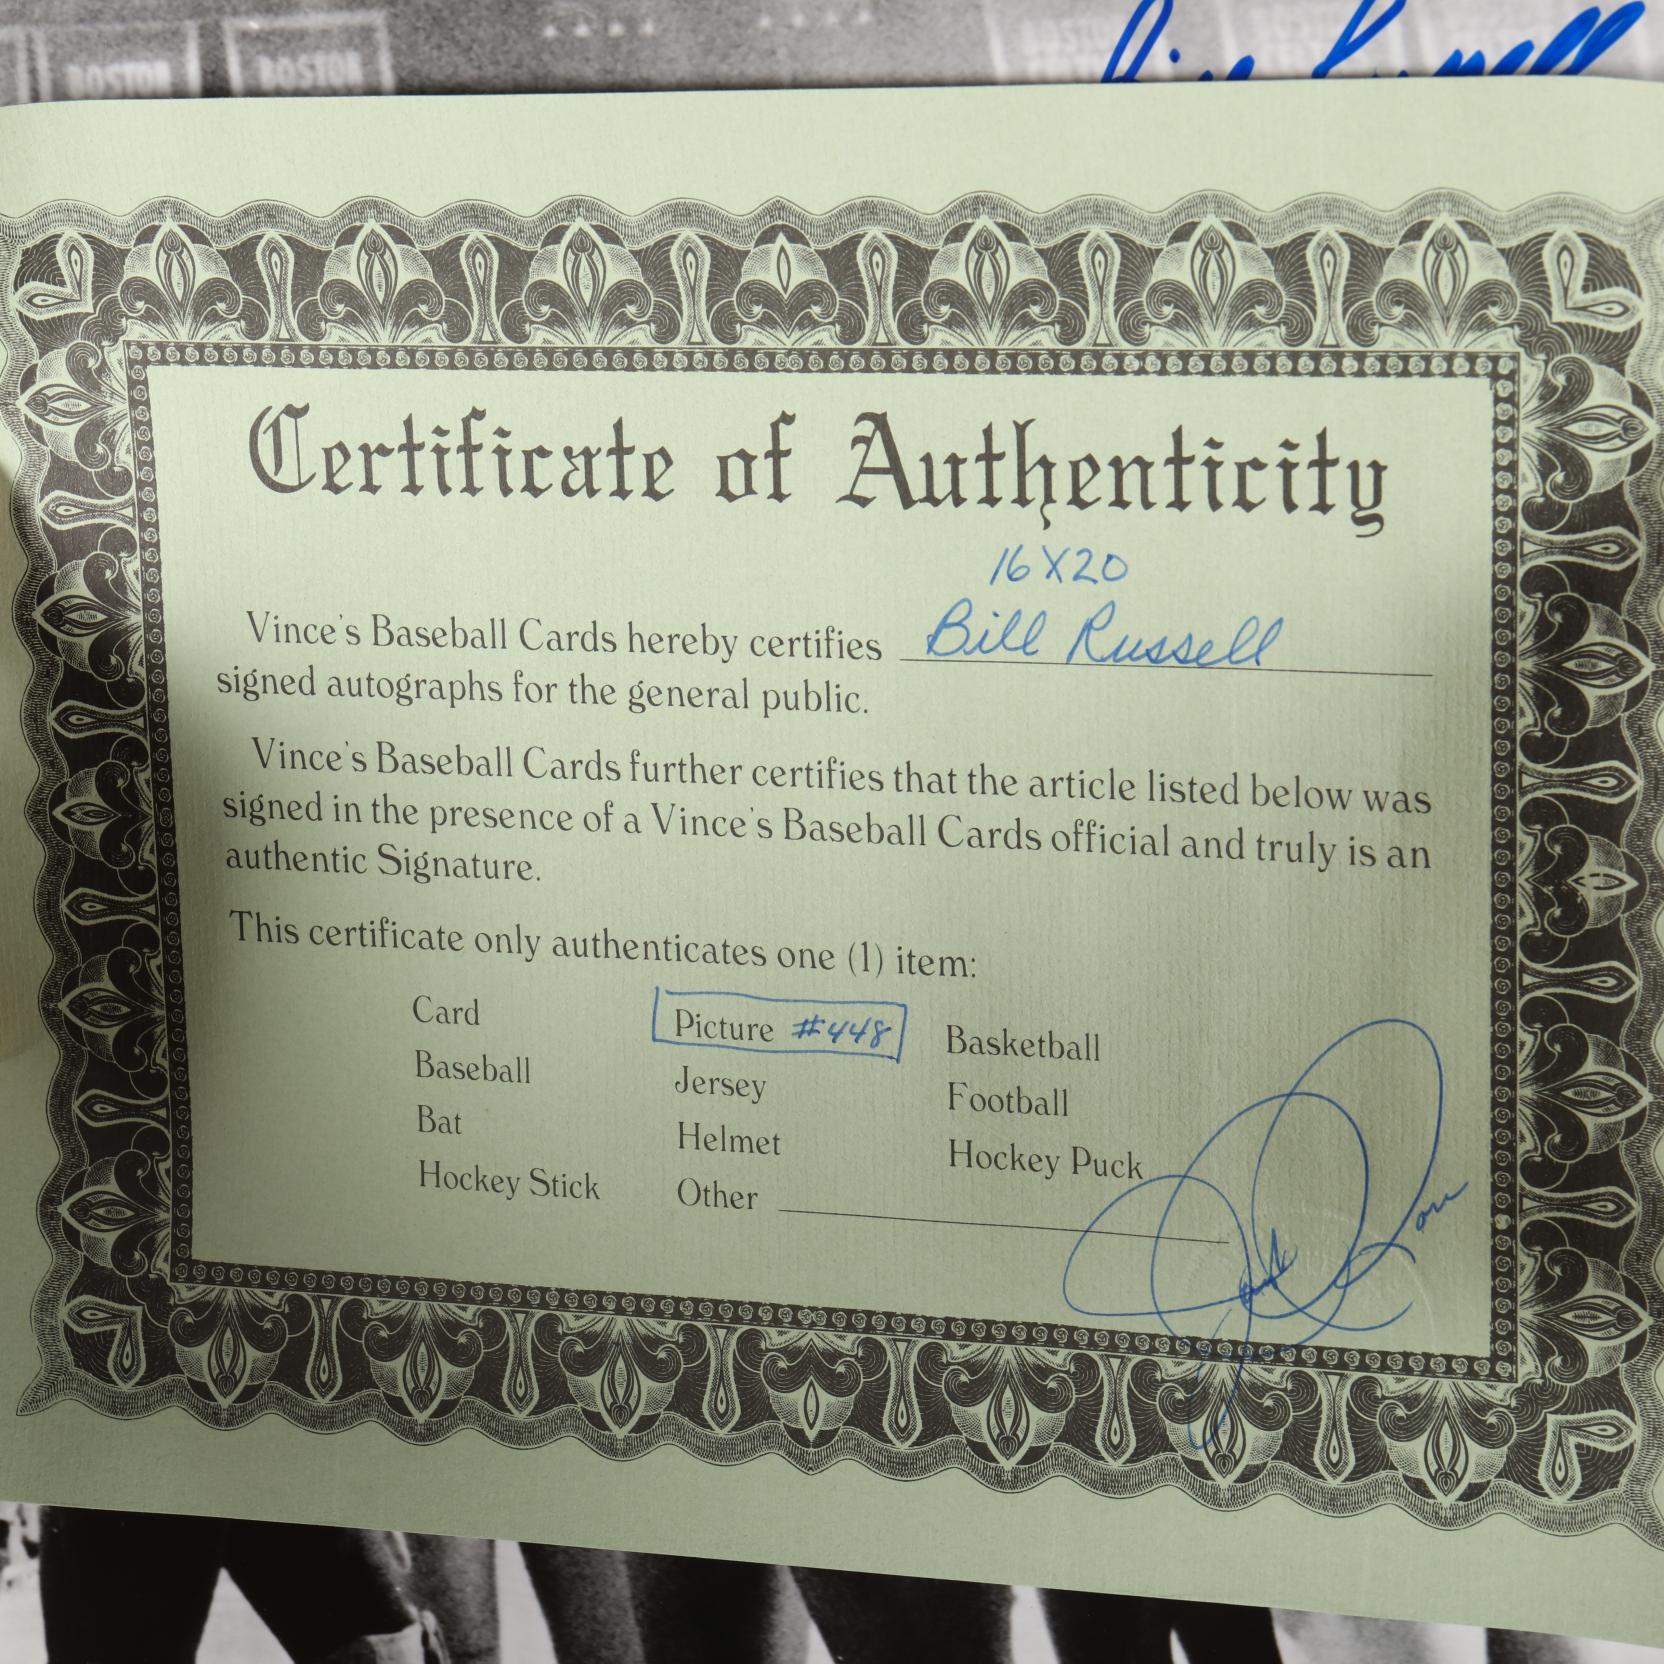 BOSTON BOSTON
Russell
Certificate of Authenticity
16X20
Vince's Baseball Cards hereby certifies Bill Russell
signed autographs for the general public.
Vince's Baseball Cards further certifies that the article listed below was
signed in the presence of a Vince's Baseball Cards official and truly is an
authentic Signature.
This certificate only authenticates one (1) item:
Card Picture #448 Basketball
Baseball Jersey Football
Bat Helmet Hockey Puck
Hockey Stick Other